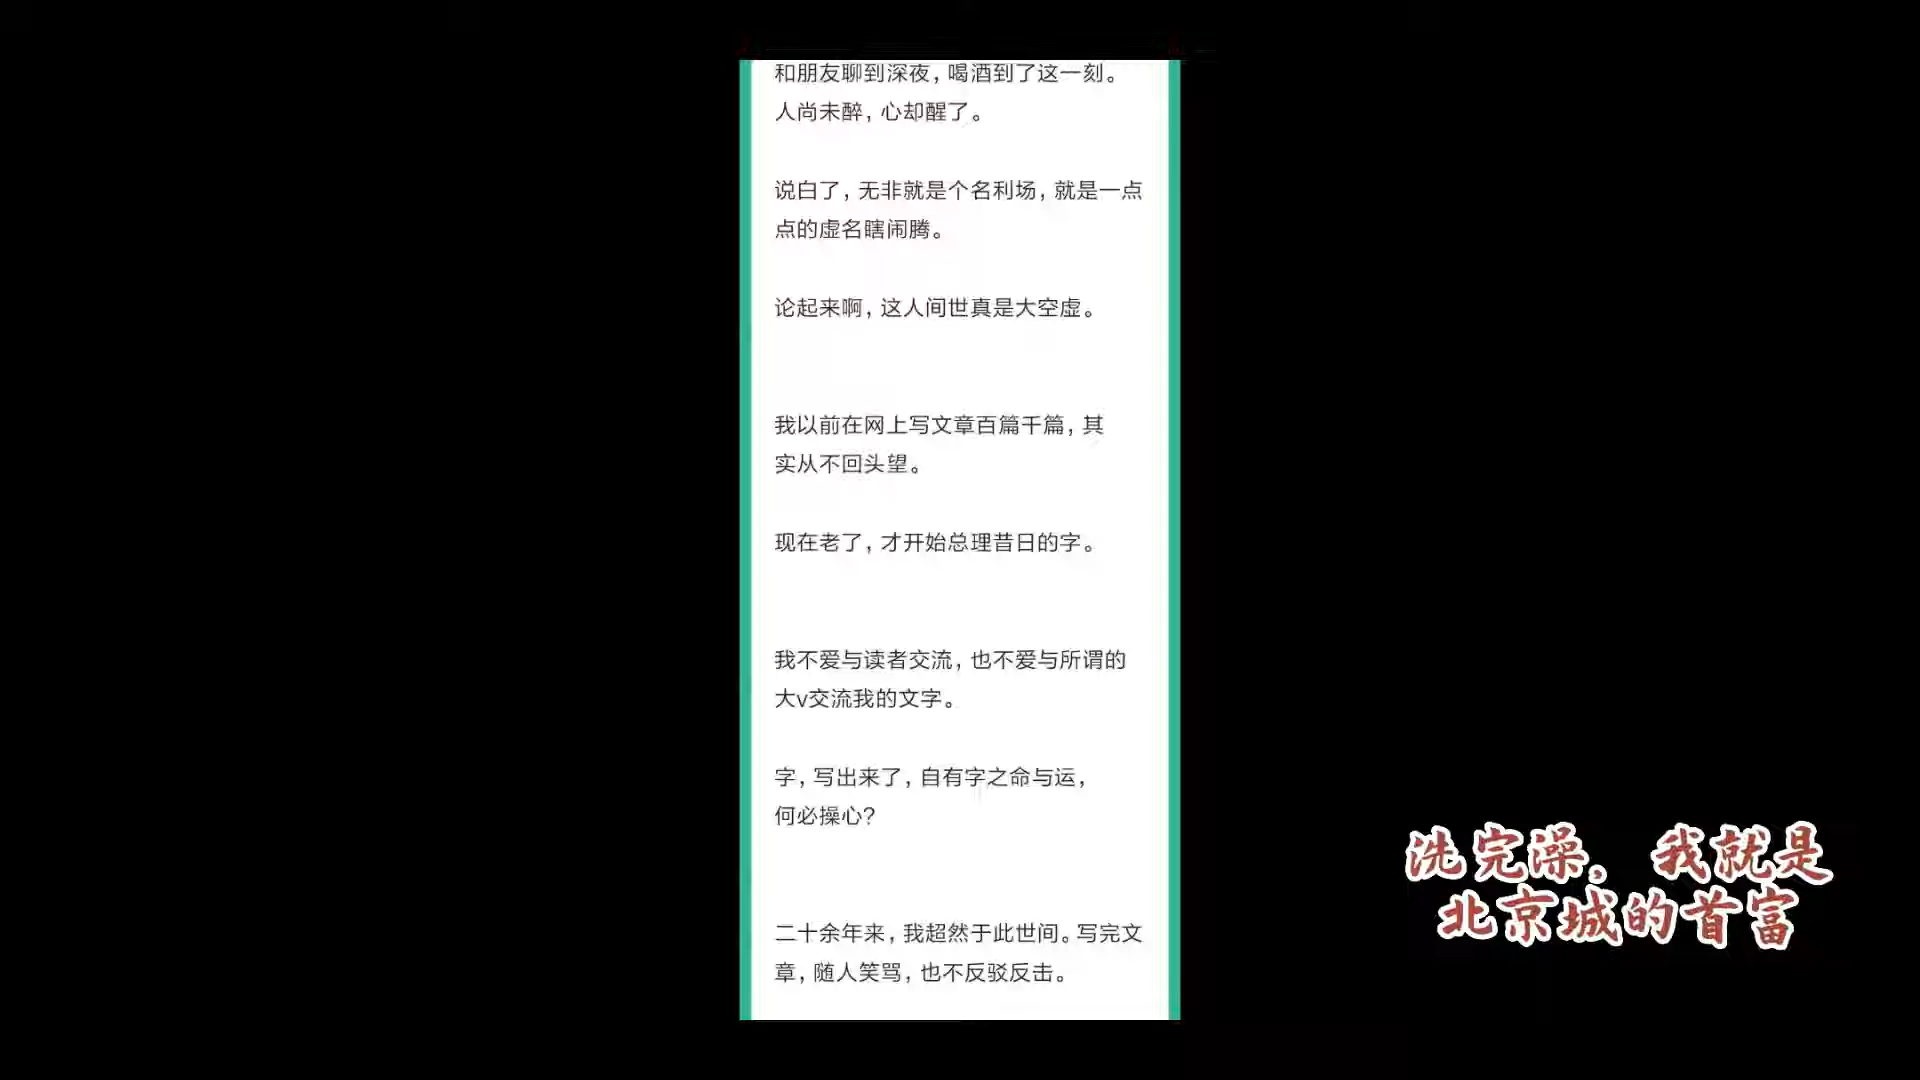 和朋友聊到深夜，喝酒到了这一刻。
人尚未醉，心却醒了。
说白了，无非就是个名利场，就是一点
点的虚名瞎闹腾。
论起来啊，这人间世真是大空虚。
我以前在网上写文章百篇千篇，其
实从不回头望。
现在老了，才开始总理昔日的字。
我不爱与读者交流，也不爱与所谓的
大v交流我的文字。
字，写出来了，自有字之命与运，
何必操心？
二十余年来，我超然于此世间。写完文
章，随人笑骂，也不反驳反击。
洗完澡，我就是
北京城的首富